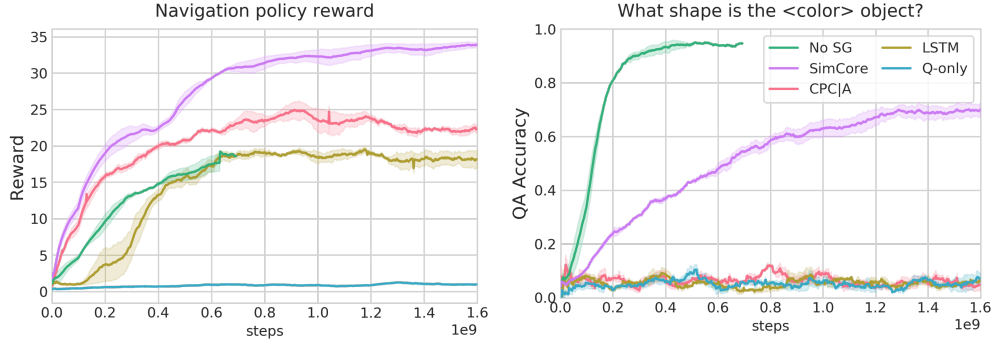 Navigation policy reward
Reward
35
30
25
20
15
10
5
0
0.0 0.2 0.4 0.6 0.8 1.0 1.2 1.4 1.6
steps
1e9
What shape is the <color> object?
QA Accuracy
1.0
0.8
0.6
0.4
0.2
0.0
No SG
SimCore
CPC|A
LSTM
Q-only
0.0 0.2 0.4 0.6 0.8 1.0 1.2 1.4 1.6
steps
1e9